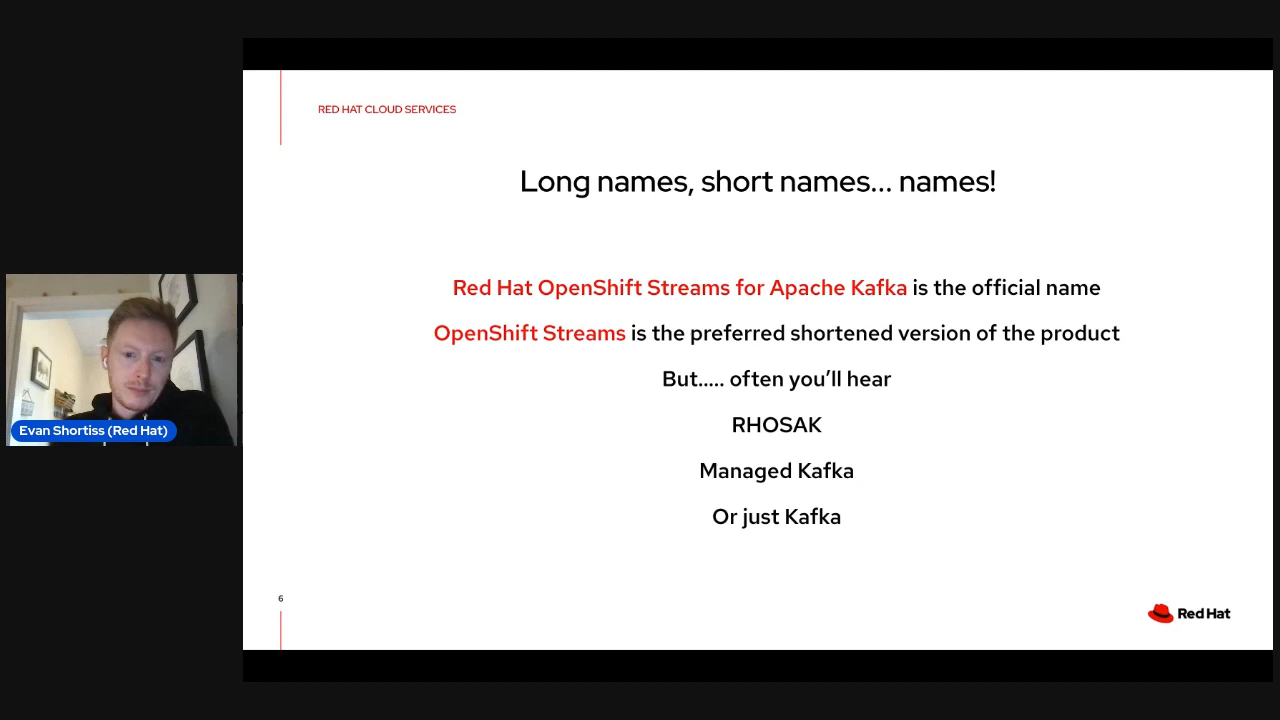 RED HAT CLOUD SERVICES
Long names, short names... names!
Red Hat OpenShift Streams for Apache Kafka is the official name
OpenShift Streams is the preferred shortened version of the product
But..... often you’ll hear
RHOSAK
Managed Kafka
Or just Kafka
Evan Shortiss (Red Hat)
6
Red Hat